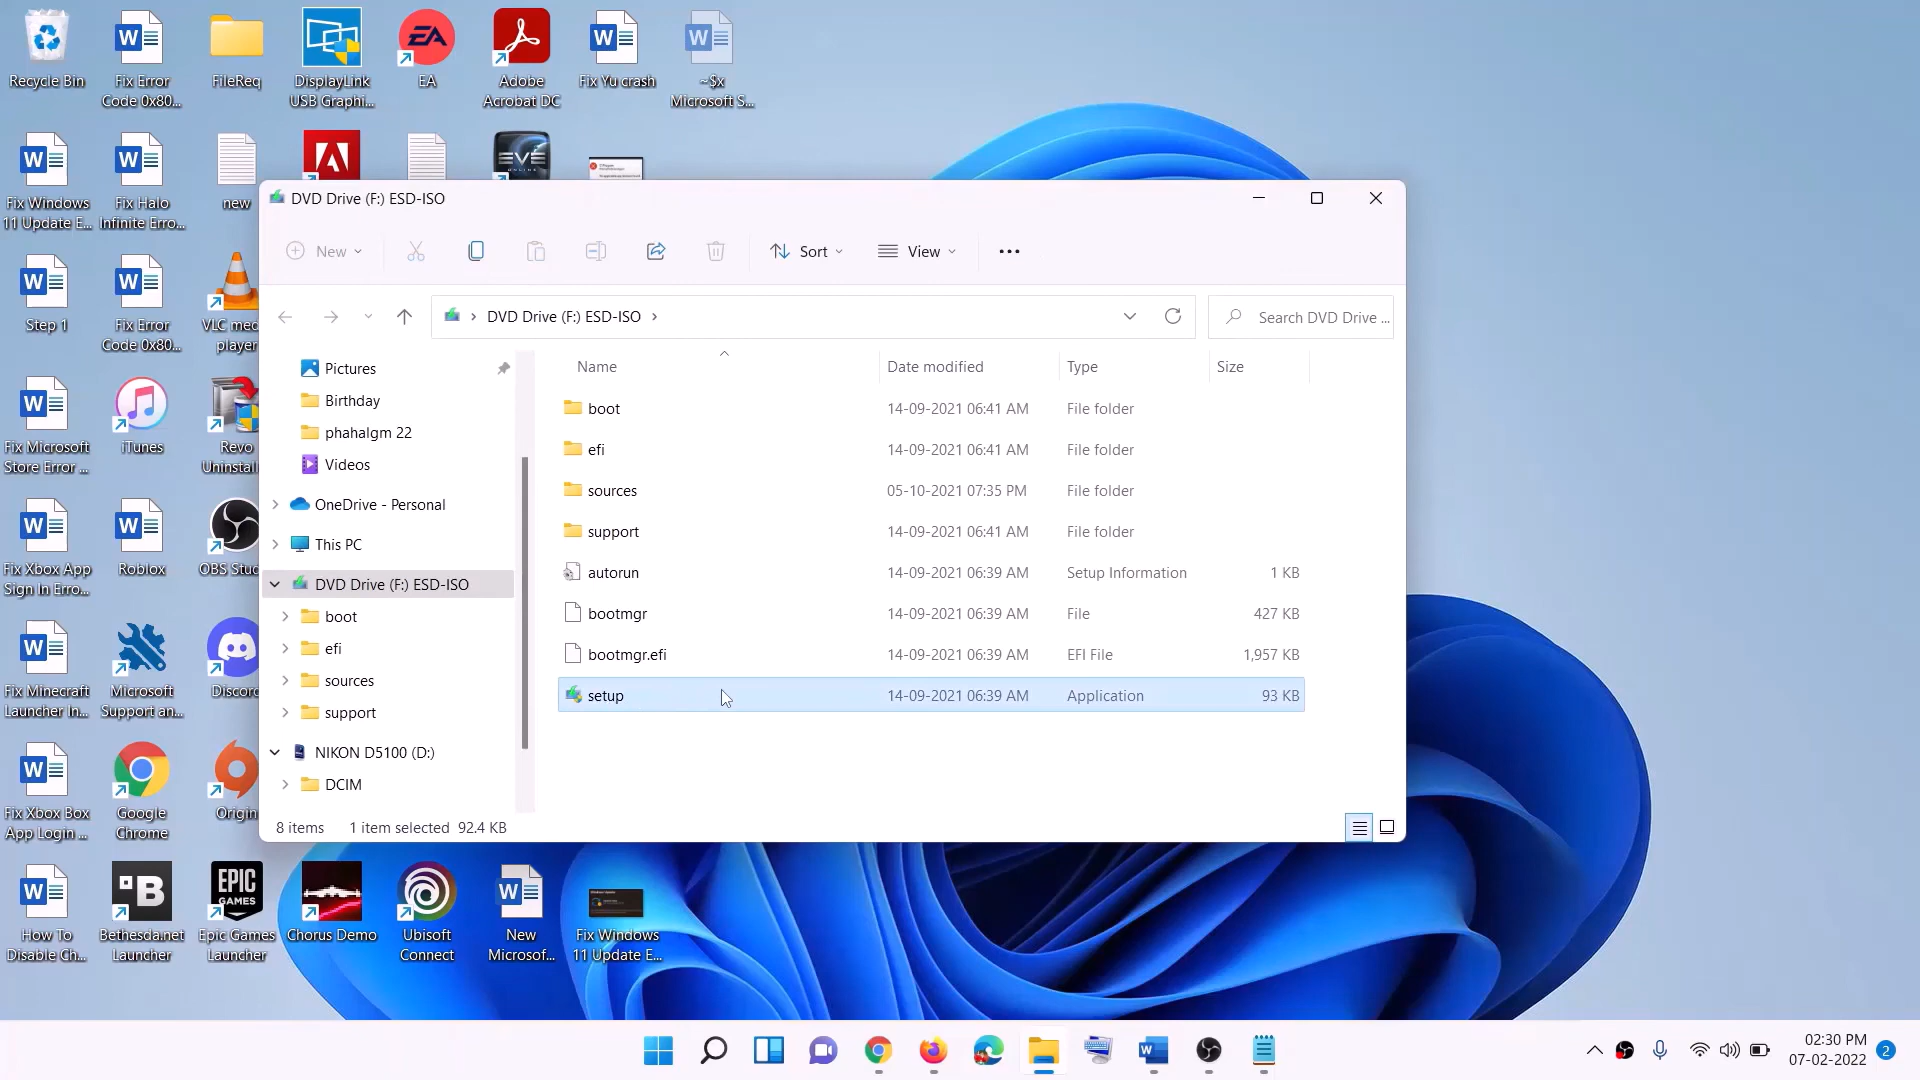 Recycle Bin
Fix Error
Code 0x80...
FileReq
DisplayLink
USB Graphi...
EA
Adobe
Acrobat DC
Fix Yu crash
~$x
Microsoft S...
Fix Windows
11 Update E...
Fix Halo
Infinite Erro...
new
EVE
ONLINE
Step 1
Fix Error
Code 0x80...
VLC med
player
Fix Microsoft
Store Error ...
iTunes
Revo
Uninstall
Fix Xbox App
Sign In Erro...
Roblox
OBS Stud
Fix Minecraft
Launcher In...
Microsoft
Support an...
Discord
Fix Xbox Box
App Login ...
Google
Chrome
Origin
DVD Drive (F:) ESD-ISO
New
Sort
View
DVD Drive (F:) ESD-ISO
Search DVD Drive ...
Pictures
Birthday
phahalgm 22
Videos
OneDrive - Personal
This PC
DVD Drive (F:) ESD-ISO
boot
efi
sources
support
NIKON D5100 (D:)
DCIM
Name Date modified Type Size
boot 14-09-2021 06:41 AM File folder
efi 14-09-2021 06:41 AM File folder
sources 05-10-2021 07:35 PM File folder
support 14-09-2021 06:41 AM File folder
autorun 14-09-2021 06:39 AM Setup Information 1 KB
bootmgr 14-09-2021 06:39 AM File 427 KB
bootmgr.efi 14-09-2021 06:39 AM EFI File 1,957 KB
setup 14-09-2021 06:39 AM Application 93 KB
8 items 1 item selected 92.4 KB
How To
Disable Ch...
Bethesda.net
Launcher
EPIC
GAMES
Epic Games
Launcher
Chorus Demo
Ubisoft
Connect
New
Microsof...
Fix Windows
11 Update E...
02:30 PM
07-02-2022
2